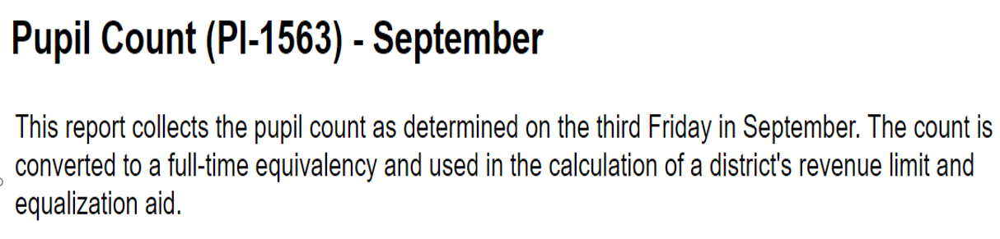 Pupil Count (PI-1563) - September
This report collects the pupil count as determined on the third Friday in September. The count is
converted to a full-time equivalency and used in the calculation of a district's revenue limit and
equalization aid.